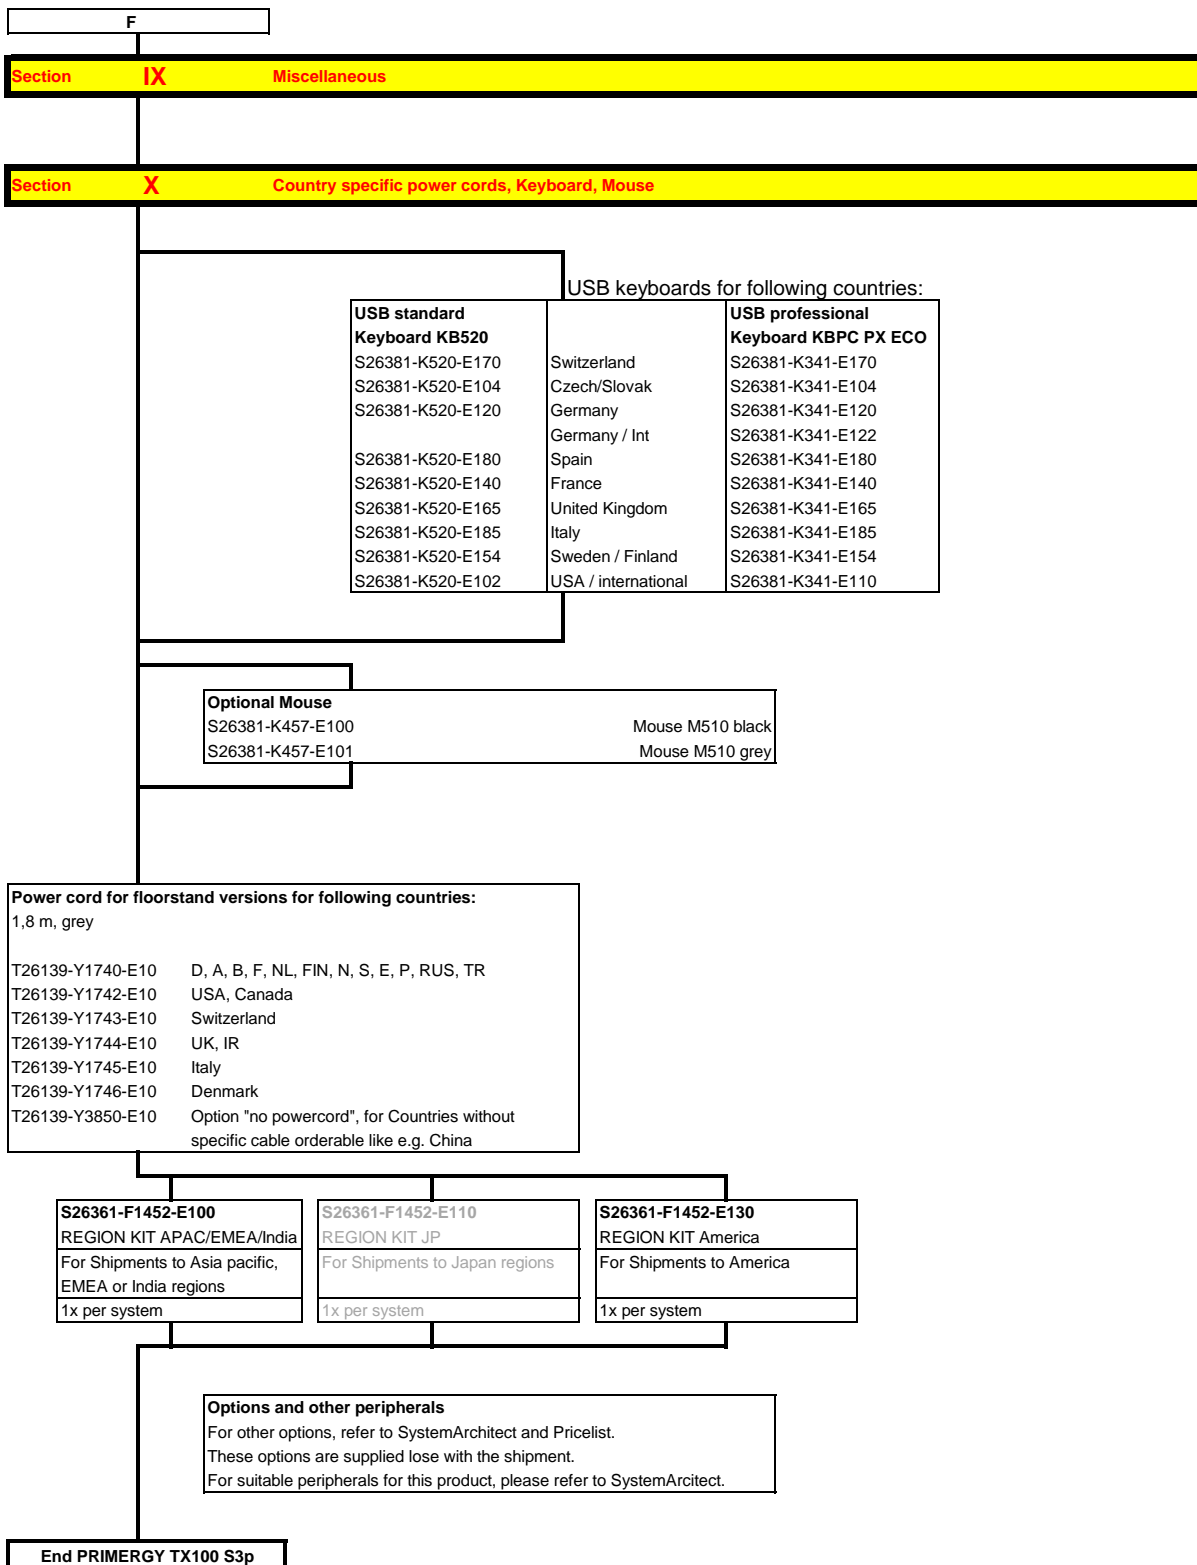 F
Section IX Miscellaneous
Section X Country specific power cords, Keyboard, Mouse
USB keyboards for following countries:
USB standard USB professional
Keyboard KB520 Keyboard KBPC PX ECO
S26381-K520-E170 Switzerland S26381-K341-E170
S26381-K520-E104 Czech/Slovak S26381-K341-E104
S26381-K520-E120 Germany S26381-K341-E120
Germany / Int S26381-K341-E122
S26381-K520-E180 Spain S26381-K341-E180
S26381-K520-E140 France S26381-K341-E140
S26381-K520-E165 United Kingdom S26381-K341-E165
S26381-K520-E185 Italy S26381-K341-E185
S26381-K520-E154 Sweden / Finland S26381-K341-E154
S26381-K520-E102 USA / international S26381-K341-E110
Optional Mouse
S26381-K457-E100 Mouse M510 black
S26381-K457-E101 Mouse M510 grey
Power cord for floorstand versions for following countries:
1,8 m, grey
T26139-Y1740-E10 D, A, B, F, NL, FIN, N, S, E, P, RUS, TR
T26139-Y1742-E10 USA, Canada
T26139-Y1743-E10 Switzerland
T26139-Y1744-E10 UK, IR
T26139-Y1745-E10 Italy
T26139-Y1746-E10 Denmark
T26139-Y3850-E10 Option "no powercord", for Countries without
specific cable orderable like e.g. China
S26361-F1452-E100 S26361-F1452-E110 S26361-F1452-E130
REGION KIT APAC/EMEA/India REGION KIT JP REGION KIT America
For Shipments to Asia pacific, For Shipments to Japan regions For Shipments to America
EMEA or India regions
1x per system 1x per system 1x per system
Options and other peripherals
For other options, refer to SystemArchitect and Pricelist.
These options are supplied lose with the shipment.
For suitable peripherals for this product, please refer to SystemArcitect.
End PRIMERGY TX100 S3p